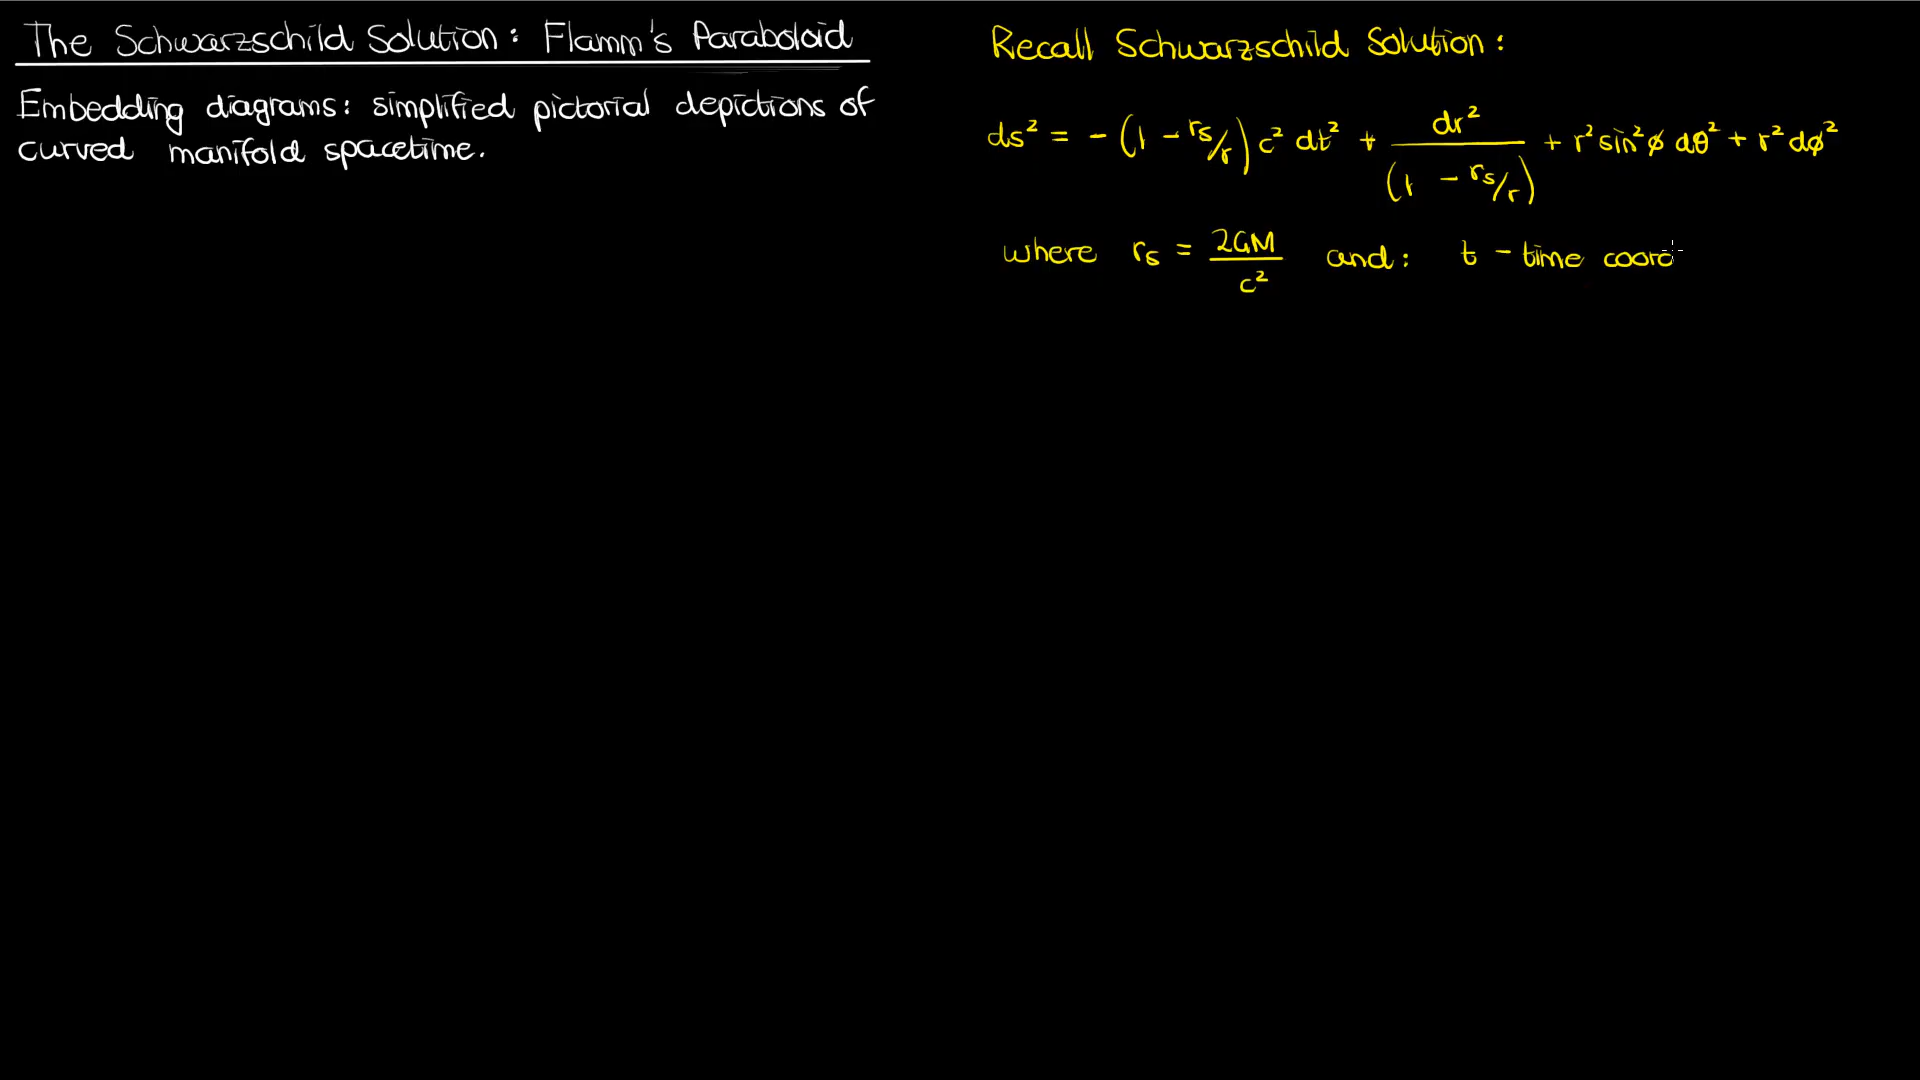 The Schwarzschild Solution: Flamm's Paraboloid
Embedding diagrams: simplified pictorial depictions of
curved manifold spacetime.
Recall Schwarzschild Solution:
ds² = - (1 - rs/r) c² dt² + dr²/(1 - rs/r) + r² sin²φ dθ² + r² dφ²
where rs = 2GM/c² and: t - time coord